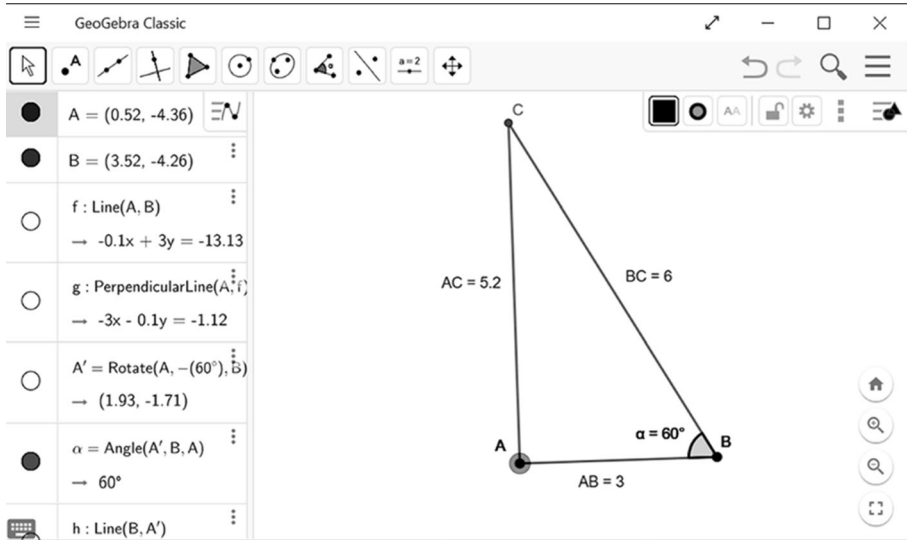 GeoGebra Classic
A
a=2
A = (0.52, -4.36)
B = (3.52, -4.26)
f : Line(A, B)
→ -0.1x + 3y = -13.13
g : PerpendicularLine(A, f)
→ -3x - 0.1y = -1.12
A′ = Rotate(A, −(60°), B)
→ (1.93, -1.71)
α = Angle(A′, B, A)
→ 60°
h : Line(B, A′)
AA
C
AC = 5.2
BC = 6
α = 60°
A
B
AB = 3